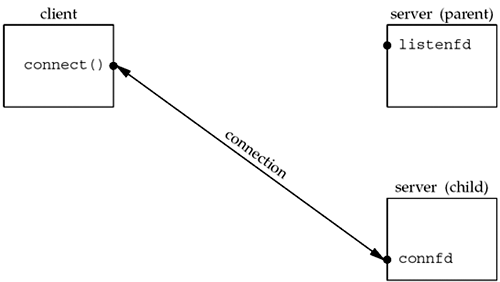 client
connect()
server (parent)
listenfd
connection
server (child)
connfd